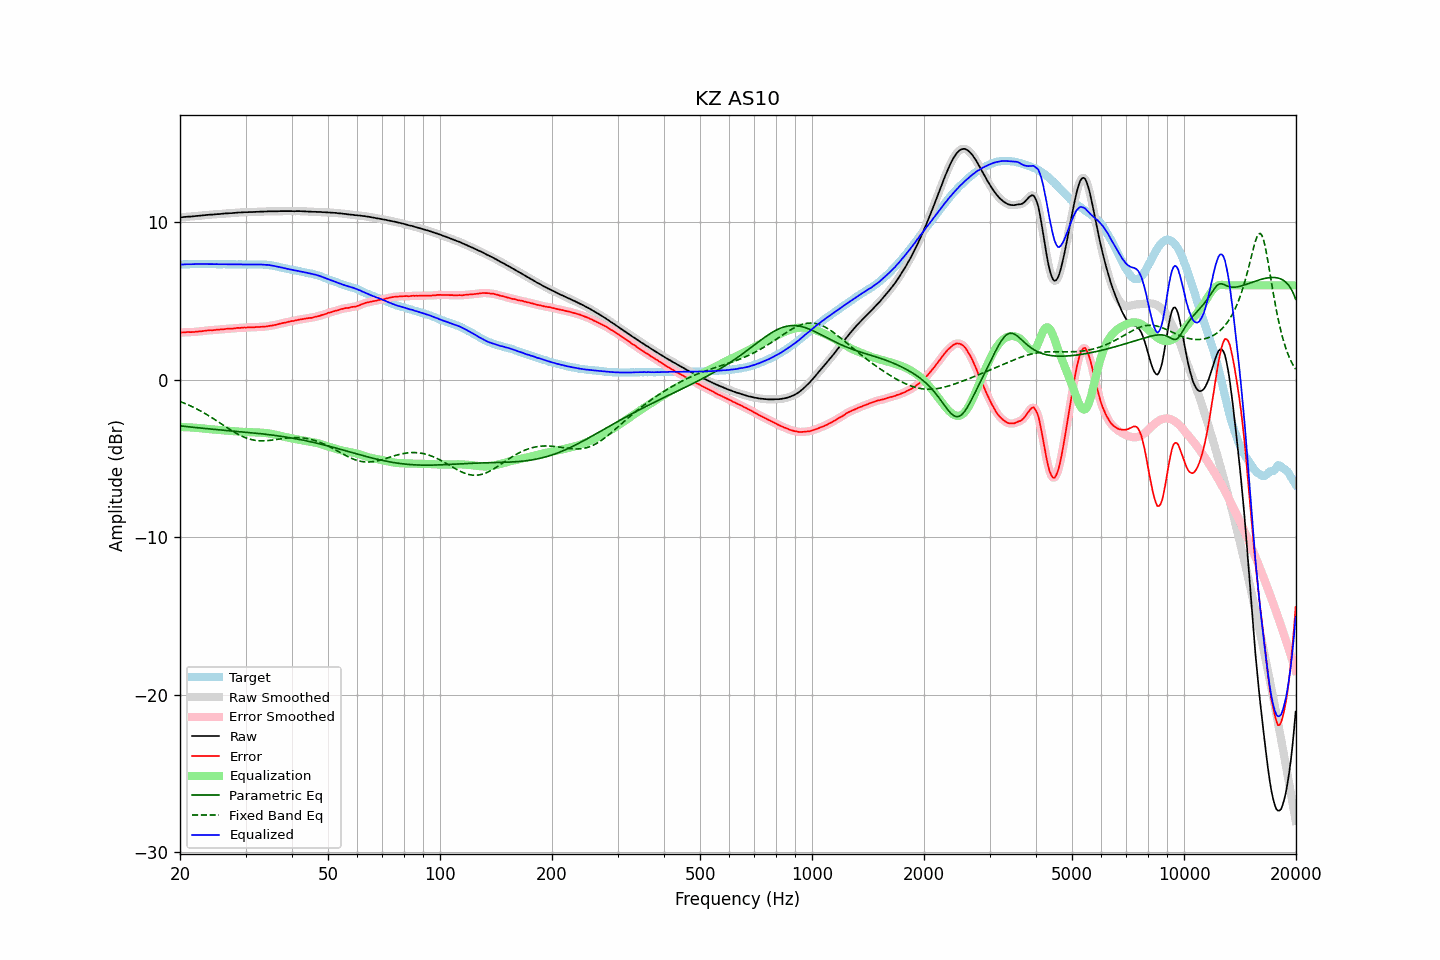 KZ AS10
Amplitude (dBr)
10
0
−10
−20
−30
Target
Raw Smoothed
Error Smoothed
Raw
Error
Equalization
Parametric Eq
Fixed Band Eq
Equalized
20 50 100 200 500 1000 2000 5000 10000 20000
Frequency (Hz)